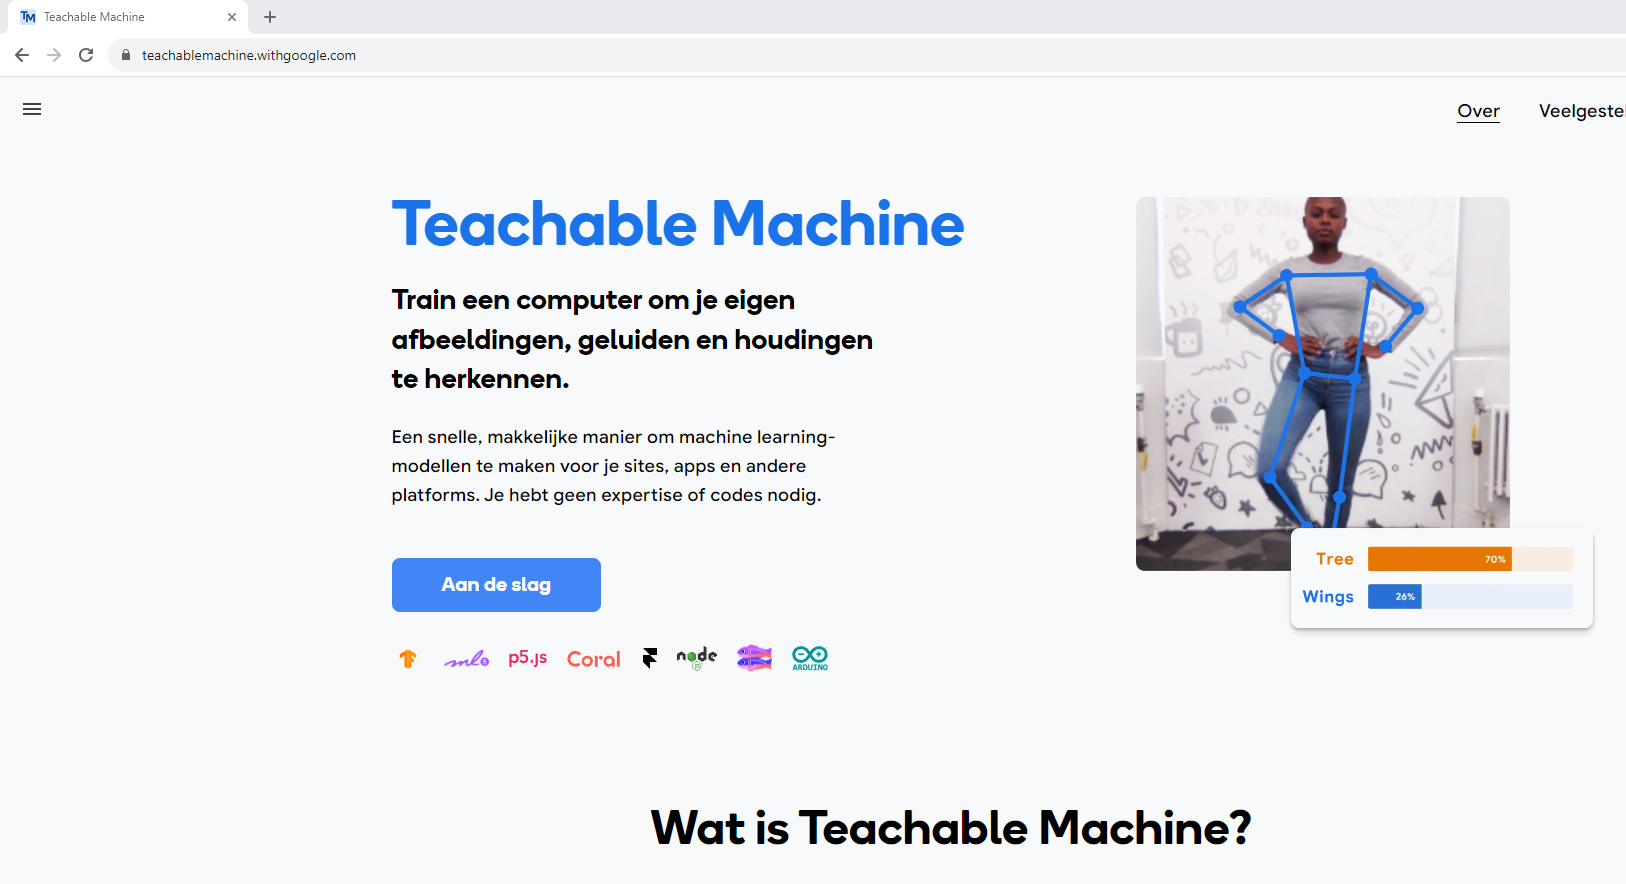 Teachable Machine
teachablemachine.withgoogle.com
Over
Teachable Machine
Train een computer om je eigen
afbeeldingen, geluiden en houdingen
te herkennen.
Een snelle, makkelijke manier om machine learning-
modellen te maken voor je sites, apps en andere
platforms. Je hebt geen expertise of codes nodig.
Aan de slag
Tree 70%
Wings 26%
ml5 p5.js Coral node JS ARDUINO
Wat is Teachable Machine?